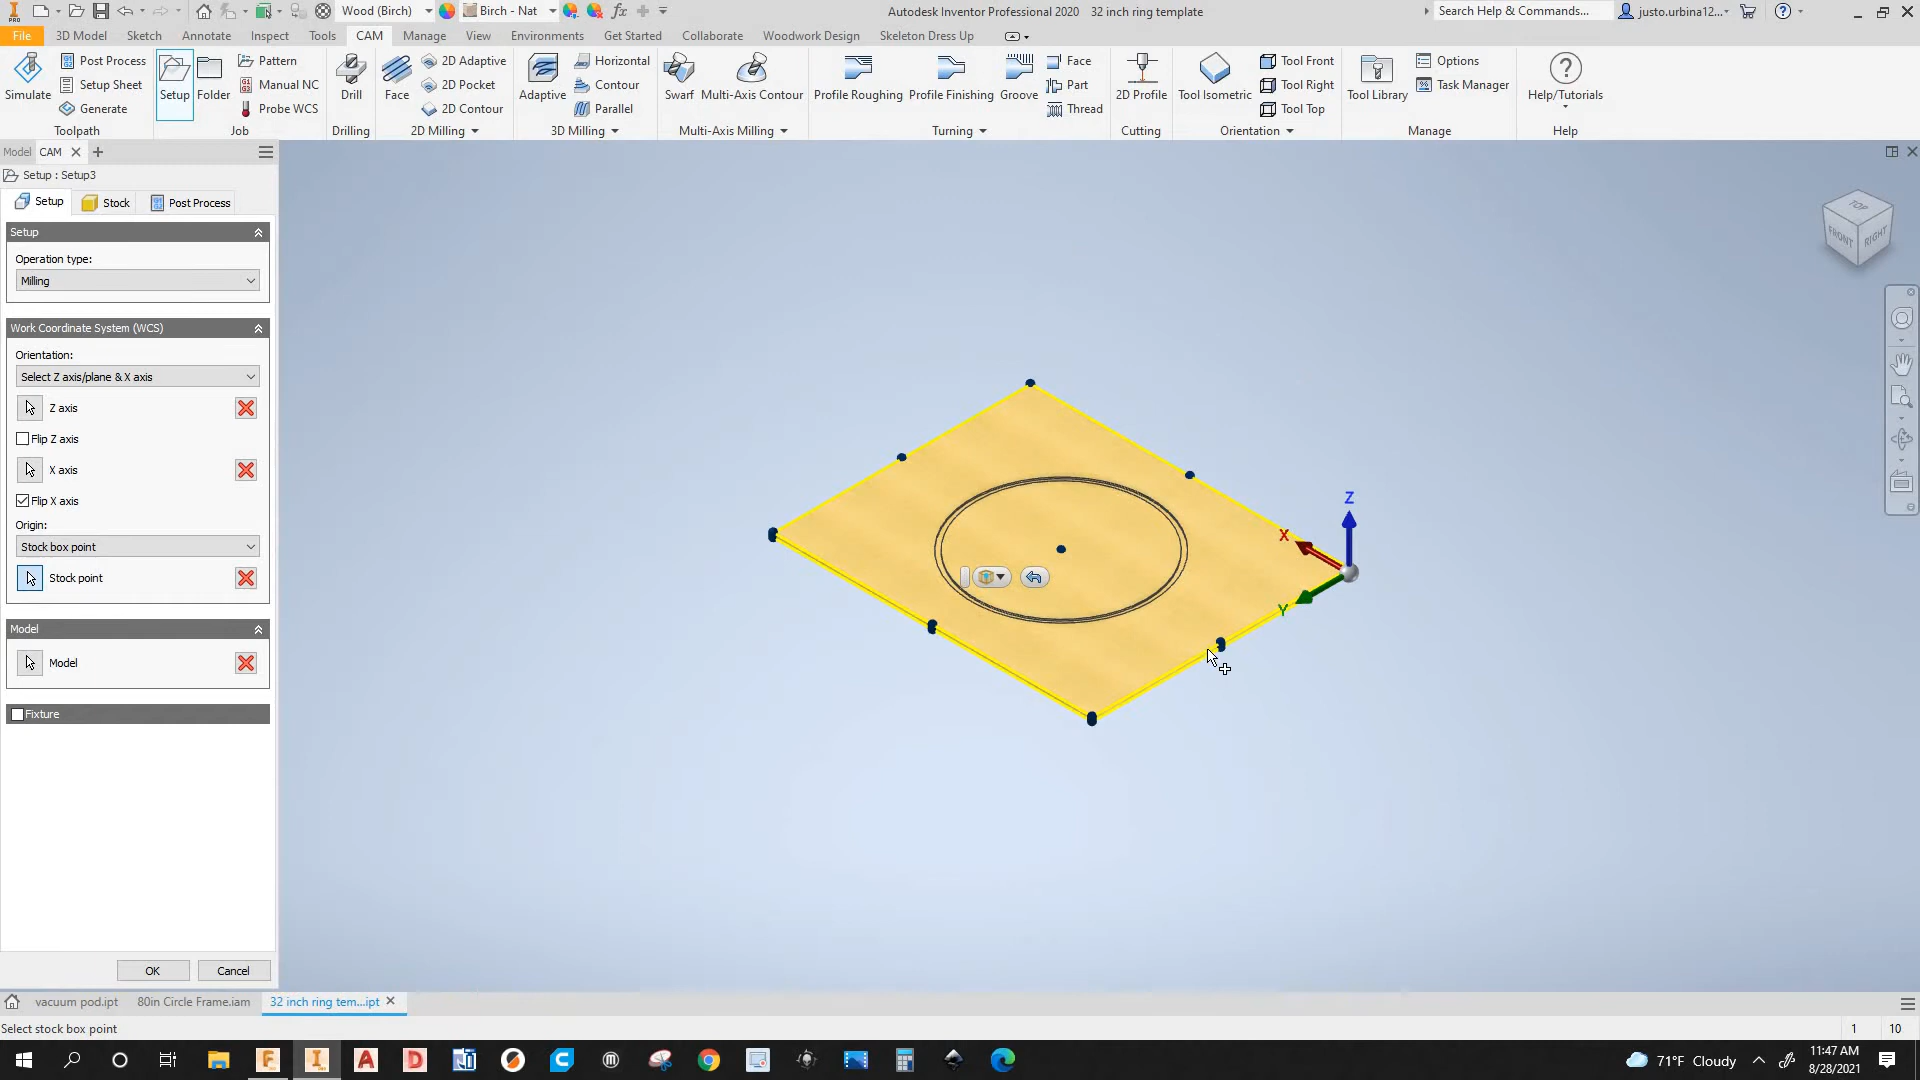 Wood (Birch)
Birch - Nat
fx
Autodesk Inventor Professional 2020   32 inch ring template
Search Help & Commands...
justo.urbina12...
File
3D Model
Sketch
Annotate
Inspect
Tools
CAM
Manage
View
Environments
Get Started
Collaborate
Woodwork Design
Skeleton Dress Up
Simulate
Post Process
Setup Sheet
Generate
Toolpath
Setup
Folder
Pattern
Manual NC
Probe WCS
Job
Drill
Drilling
Face
2D Adaptive
2D Pocket
2D Contour
2D Milling
Adaptive
Horizontal
Contour
Parallel
3D Milling
Swarf
Multi-Axis Contour
Multi-Axis Milling
Profile Roughing
Profile Finishing
Groove
Face
Part
Thread
Turning
2D Profile
Cutting
Tool Isometric
Tool Front
Tool Right
Tool Top
Orientation
Tool Library
Options
Task Manager
Manage
Help/Tutorials
Help
Model
CAM
Setup : Setup3
Setup
Stock
Post Process
Setup
Operation type:
Milling
Work Coordinate System (WCS)
Orientation:
Select Z axis/plane & X axis
Z axis
Flip Z axis
X axis
Flip X axis
Origin:
Stock box point
Stock point
Model
Model
Fixture
OK
Cancel
Z
X
Y
TOP
FRONT
RIGHT
vacuum pod.ipt
80in Circle Frame.iam
32 inch ring tem...ipt
Select stock box point
1
10
71°F Cloudy
11:47 AM
8/28/2021